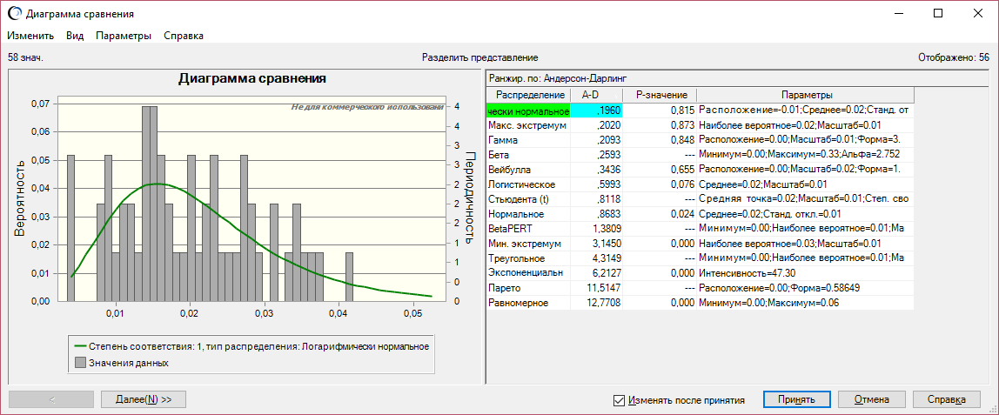 Диаграмма сравнения
Изменить Вид Параметры Справка
58 знач. Разделить представление Отображено: 56
Диаграмма сравнения
Не для коммерческого использовани
0,07
0,06
0,05
0,04
0,03
0,02
0,01
0,00
Вероятность
4
4
3
3
2
2
2
1
1
0
0
Периодичность
0,01 0,02 0,03 0,04 0,05
Степень соответствия: 1, тип распределения: Логарифмически нормальное
Значения данных
Ранжир. по: Андерсон-Дарлинг
Распределение A-D P-значение Параметры
чески нормальное ,1960 0,815 Расположение=-0.01;Среднее=0.02;Станд. от
Макс. экстремум ,2020 0,873 Наиболее вероятное=0.02;Масштаб=0.01
Гамма ,2093 0,848 Расположение=0.00;Масштаб=0.01;Форма=3.
Бета ,2593 --- Минимум=0.00;Максимум=0.33;Альфа=2.752
Вейбулла ,3436 0,655 Расположение=0.00;Масштаб=0.02;Форма=1.
Логистическое ,5993 0,076 Среднее=0.02;Масштаб=0.01
Стьюдента (t) ,8118 --- Средняя точка=0.02;Масштаб=0.01;Степ. сво
Нормальное ,8683 0,024 Среднее=0.02;Станд. откл.=0.01
BetaPERT 1,3809 --- Минимум=0.00;Наиболее вероятное=0.01;Ма
Мин. экстремум 3,1450 0,000 Наиболее вероятное=0.03;Масштаб=0.01
Треугольное 4,3149 --- Минимум=0.00;Наиболее вероятное=0.01;Ма
Экспоненциальн 6,2127 0,000 Интенсивность=47.30
Парето 11,5147 --- Расположение=0.00;Форма=0.58649
Равномерное 12,7708 0,000 Минимум=0.00;Максимум=0.06
< Далее(N) >> Изменять после принятия Принять Отмена Справка